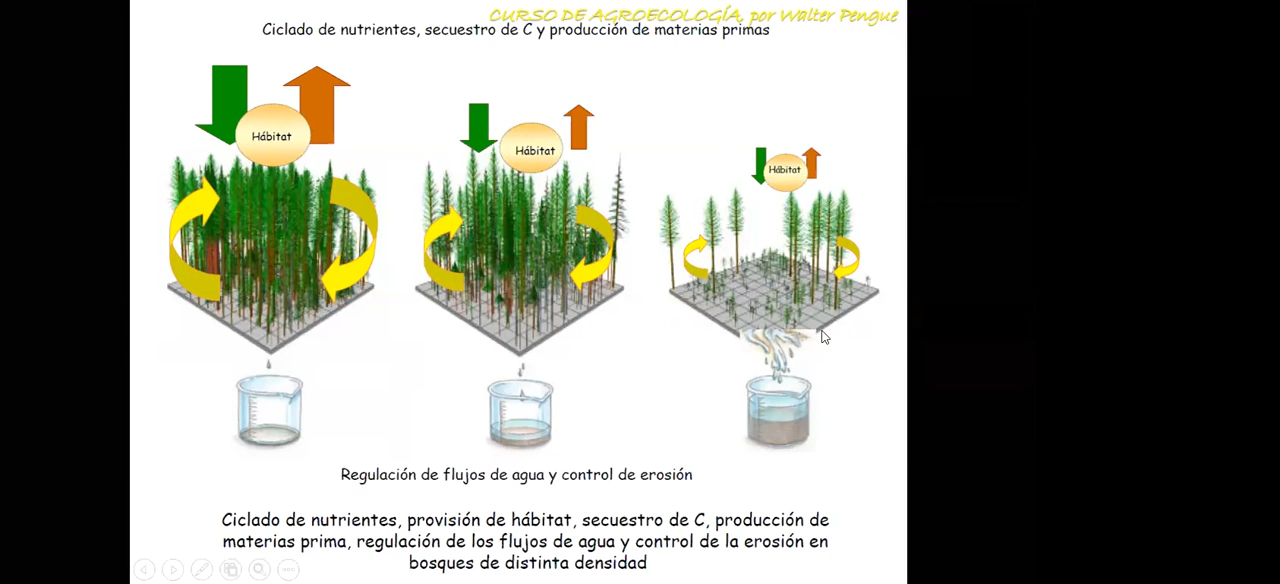 CURSO DE AGROECOLOGÍA, por Walter Pengue
Ciclado de nutrientes, secuestro de C y producción de materias primas
Hábitat
Hábitat
Hábitat
Regulación de flujos de agua y control de erosión
Ciclado de nutrientes, provisión de hábitat, secuestro de C, producción de
materias prima, regulación de los flujos de agua y control de la erosión en
bosques de distinta densidad